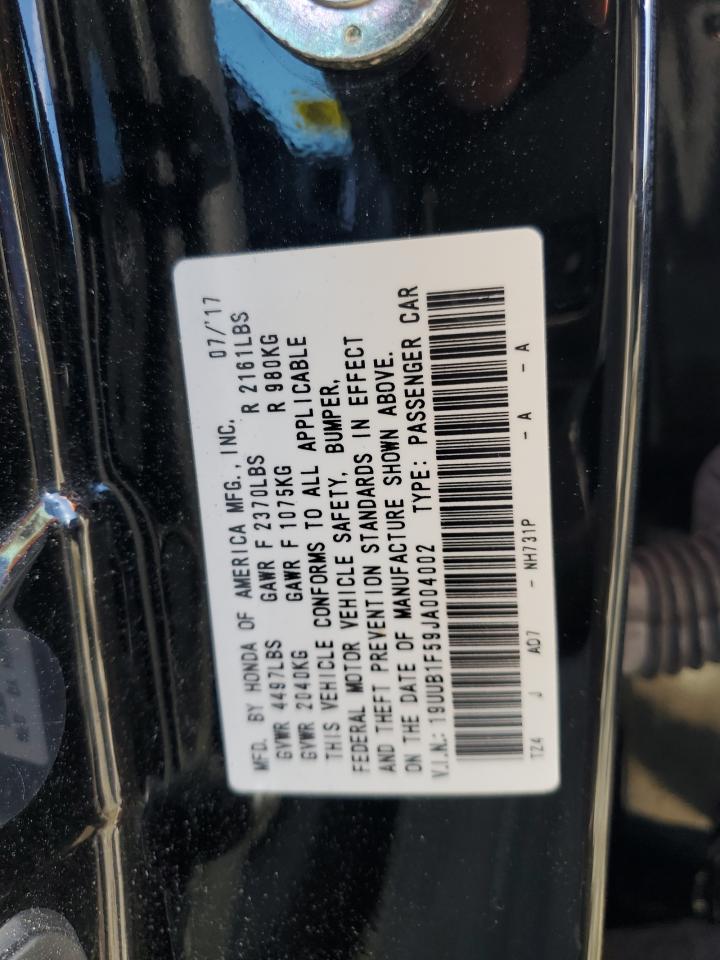 MFD. BY HONDA OF AMERICA MFG., INC. 07/'17
GVWR 4497LBS GAWR F 2370LBS R 2161LBS
GVWR 2040KG GAWR F 1075KG R 980KG
THIS VEHICLE CONFORMS TO ALL APPLICABLE
FEDERAL MOTOR VEHICLE SAFETY, BUMPER,
AND THEFT PREVENTION STANDARDS IN EFFECT
ON THE DATE OF MANUFACTURE SHOWN ABOVE.
V.I.N.: 19UUB1F59JA004002 TYPE: PASSENGER CAR
TZ4 J AD7 - NH731P - A - A